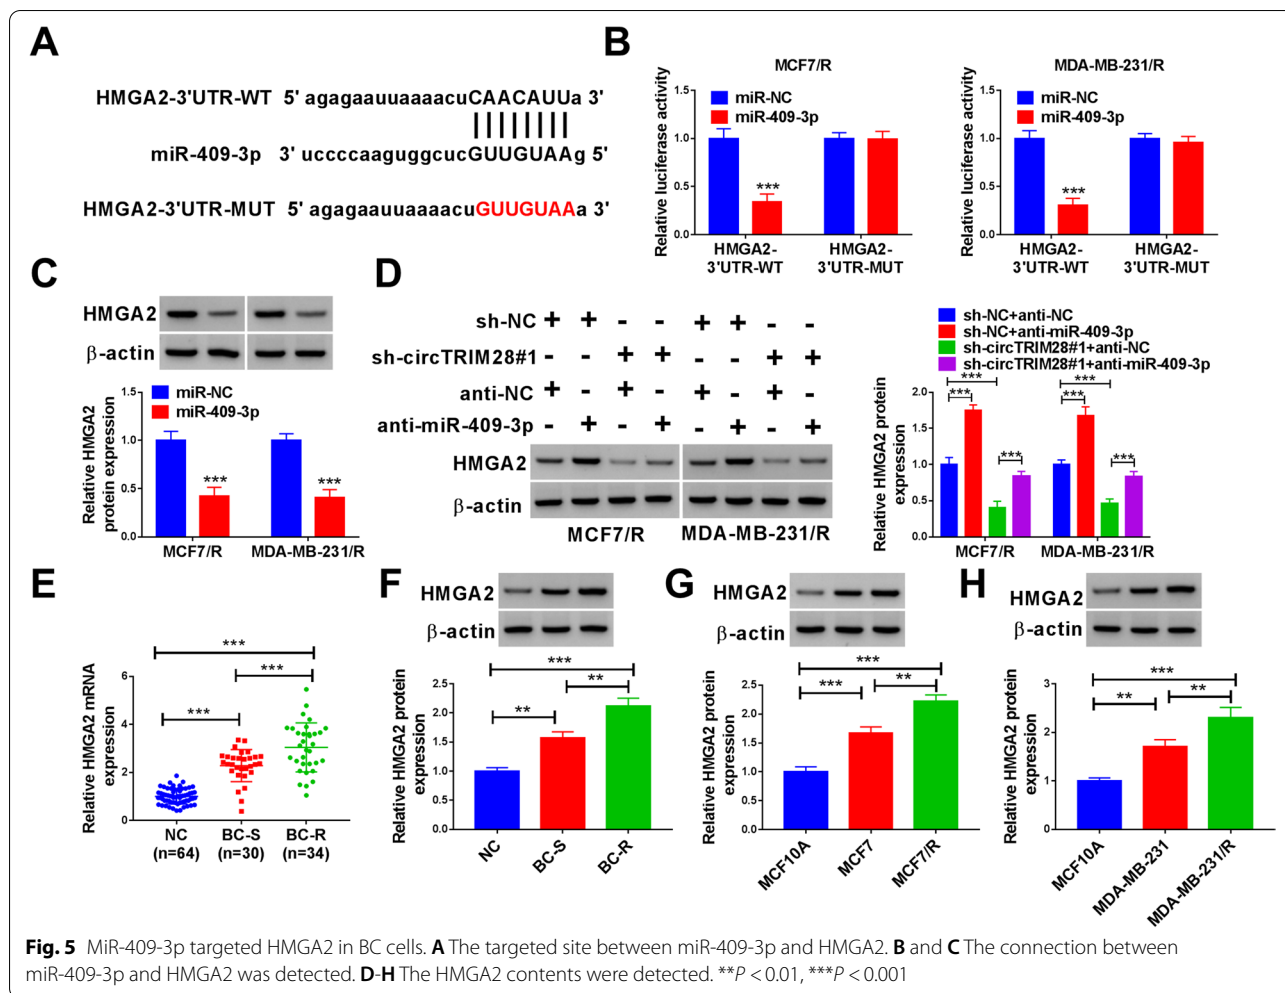 A
HMGA2-3'UTR-WT 5' agagaauuaaaacuCAACAUUa 3'
miR-409-3p 3' uccccaaguggcucGUUGUAAg 5'
HMGA2-3'UTR-MUT 5' agagaauuaaaacuGUUGUAAa 3'
B
MCF7/R
Relative luciferase activity
miR-NC
miR-409-3p
1.5
1.0
0.5
0.0
***
HMGA2-
3'UTR-WT
HMGA2-
3'UTR-MUT
MDA-MB-231/R
Relative luciferase activity
miR-NC
miR-409-3p
1.5
1.0
0.5
0.0
***
HMGA2-
3'UTR-WT
HMGA2-
3'UTR-MUT
C
HMGA2
β-actin
Relative HMGA2
protein expression
miR-NC
miR-409-3p
1.5
1.0
0.5
0.0
*** ***
MCF7/R MDA-MB-231/R
D
sh-NC + + - - + + - -
sh-circTRIM28#1 - - + + - - + +
anti-NC + - + - + - + -
anti-miR-409-3p - + - + - + - +
HMGA2
β-actin
MCF7/R MDA-MB-231/R
sh-NC+anti-NC
sh-NC+anti-miR-409-3p
sh-circTRIM28#1+anti-NC
sh-circTRIM28#1+anti-miR-409-3p
Relative HMGA2 protein
expression
2.0
1.5
1.0
0.5
0.0
*** ***
*** ***
*** ***
MCF7/R MDA-MB-231/R
E
Relative HMGA2 mRNA
expression
6
4
2
0
***
***
***
NC BC-S BC-R
(n=64) (n=30) (n=34)
F
HMGA2
β-actin
Relative HMGA2 protein
expression
2.5
2.0
1.5
1.0
0.5
0.0
***
**
**
NC
BC-S
BC-R
G
HMGA2
β-actin
Relative HMGA2 protein
expression
2.5
2.0
1.5
1.0
0.5
0.0
***
**
***
MCF10A
MCF7
MCF7/R
H
HMGA2
β-actin
Relative HMGA2 protein
expression
3
2
1
0
***
**
**
MCF10A
MDA-MB-231
MDA-MB-231/R
Fig. 5 MiR-409-3p targeted HMGA2 in BC cells. A The targeted site between miR-409-3p and HMGA2. B and C The connection between
miR-409-3p and HMGA2 was detected. D-H The HMGA2 contents were detected. **P < 0.01, ***P < 0.001